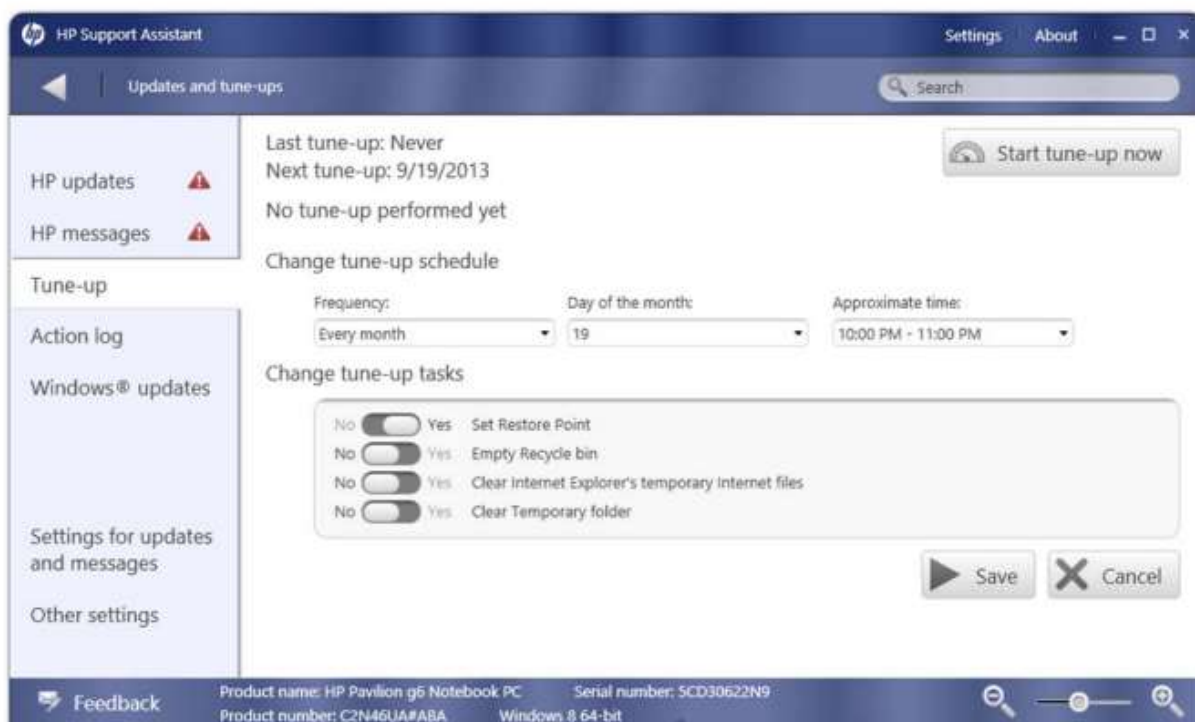 hp HP Support Assistant Settings About
Updates and tune-ups Search
Last tune-up: Never
Next tune-up: 9/19/2013
Start tune-up now
No tune-up performed yet
HP updates
HP messages
Tune-up
Action log
Windows® updates
Settings for updates
and messages
Other settings
Change tune-up schedule
Frequency: Day of the month: Approximate time:
Every month 19 10:00 PM - 11:00 PM
Change tune-up tasks
No Yes Set Restore Point
No Yes Empty Recycle bin
No Yes Clear Internet Explorer's temporary Internet files
No Yes Clear Temporary folder
Save Cancel
Feedback
Product name: HP Pavilion g6 Notebook PC Serial number: 5CD30622N9
Product number: C2N46UA#ABA Windows 8 64-bit